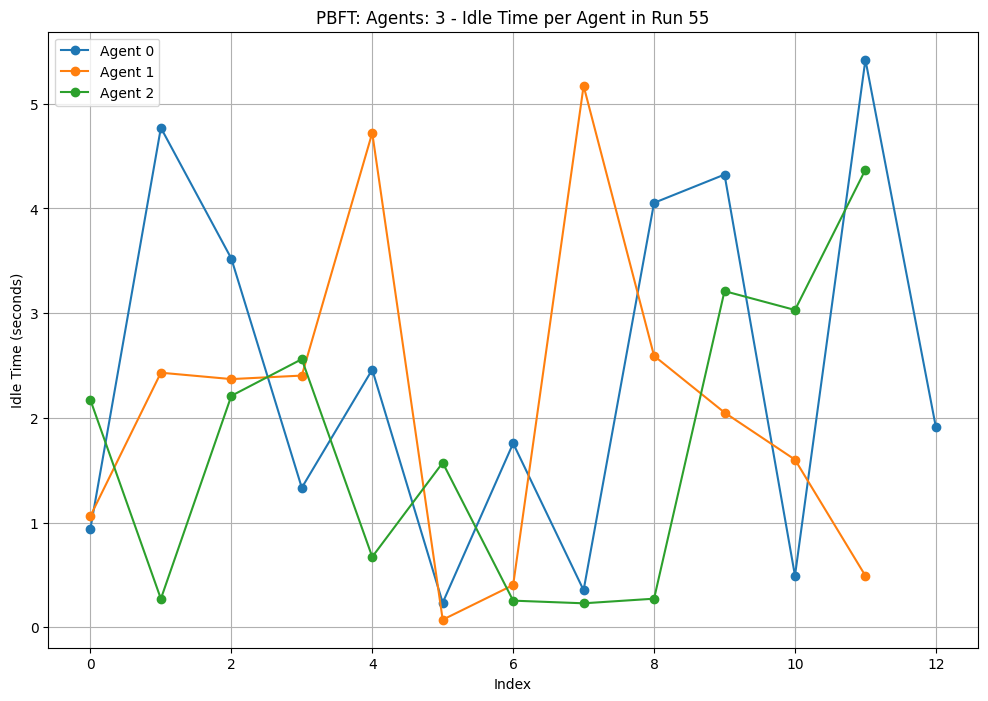 PBFT: Agents: 3 - Idle Time per Agent in Run 55
Agent 0
Agent 1
Agent 2
Idle Time (seconds)
5
4
3
2
1
0
0 2 4 6 8 10 12
Index